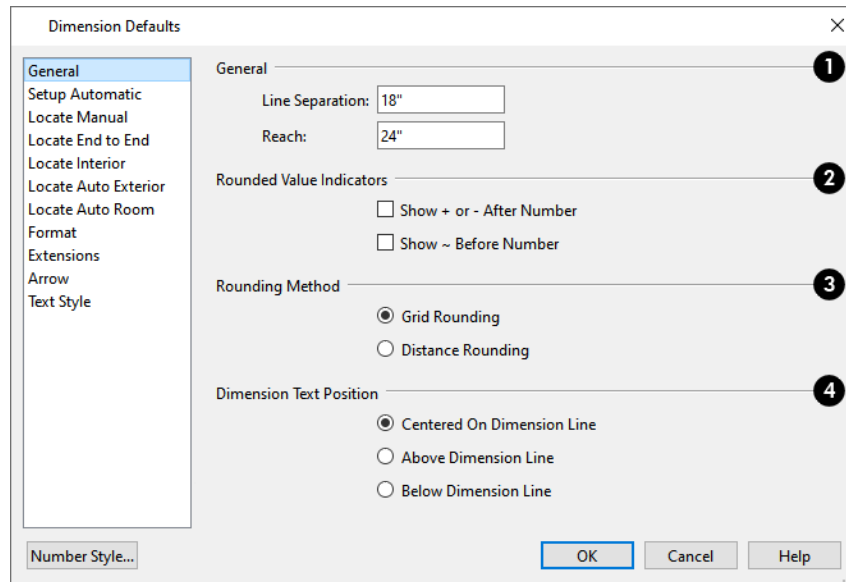 Dimension Defaults
General
Setup Automatic
Locate Manual
Locate End to End
Locate Interior
Locate Auto Exterior
Locate Auto Room
Format
Extensions
Arrow
Text Style
General 1
Line Separation: 18"
Reach: 24"
Rounded Value Indicators 2
Show + or - After Number
Show ~ Before Number
Rounding Method 3
Grid Rounding
Distance Rounding
Dimension Text Position 4
Centered On Dimension Line
Above Dimension Line
Below Dimension Line
Number Style... OK Cancel Help